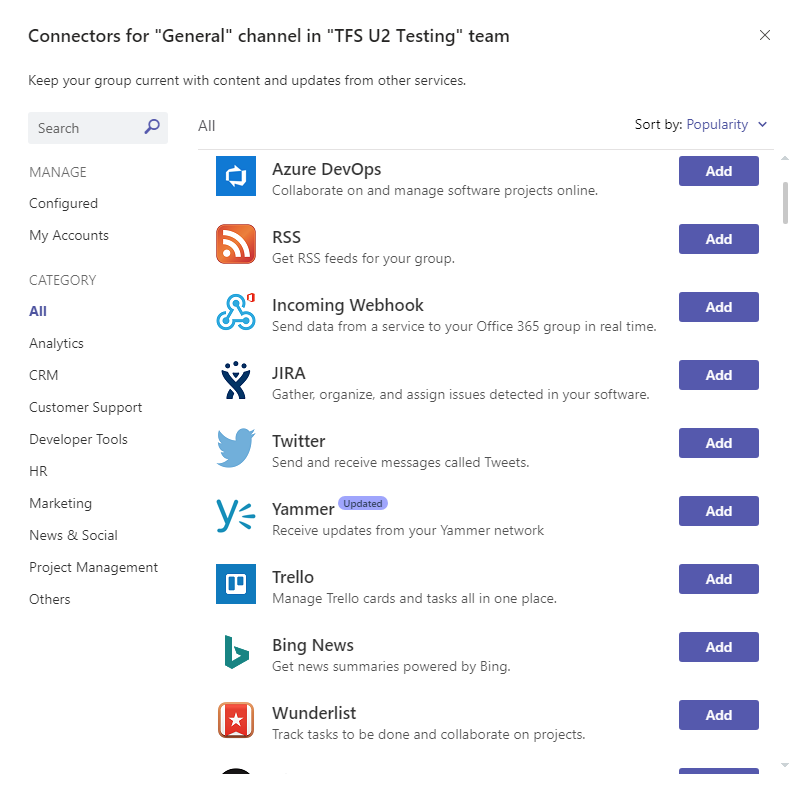 Connectors for "General" channel in "TFS U2 Testing" team
Keep your group current with content and updates from other services.
Search
MANAGE
Configured
My Accounts
CATEGORY
All
Analytics
CRM
Customer Support
Developer Tools
HR
Marketing
News & Social
Project Management
Others
All
Sort by: Popularity
Azure DevOps
Collaborate on and manage software projects online.
Add
RSS
Get RSS feeds for your group.
Add
Incoming Webhook
Send data from a service to your Office 365 group in real time.
Add
JIRA
Gather, organize, and assign issues detected in your software.
Add
Twitter
Send and receive messages called Tweets.
Add
Yammer Updated
Receive updates from your Yammer network
Add
Trello
Manage Trello cards and tasks all in one place.
Add
Bing News
Get news summaries powered by Bing.
Add
Wunderlist
Track tasks to be done and collaborate on projects.
Add